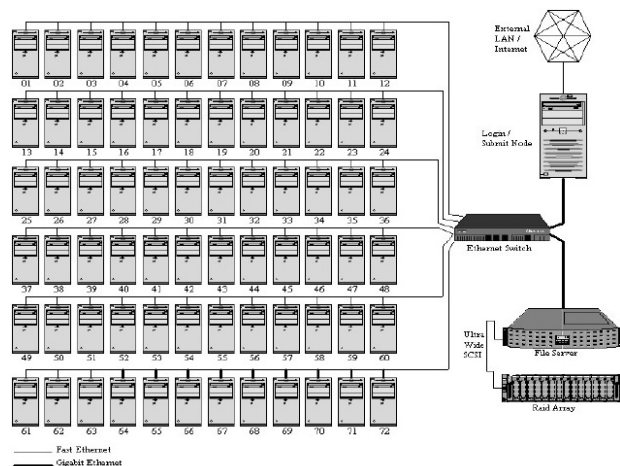 External
LAN /
Internet
01 02 03 04 05 06 07 08 09 10 11 12
Login /
Submit Node
13 14 15 16 17 18 19 20 21 22 23 24
25 26 27 28 29 30 31 32 33 34 35 36
Ethernet Switch
37 38 39 40 41 42 43 44 45 46 47 48
Ultra
Wide
SCSI
File Server
49 50 51 52 53 54 55 56 57 58 59 60
Raid Array
61 62 63 64 65 66 67 68 69 70 71 72
Fast Ethernet
Gigabit Ethernet